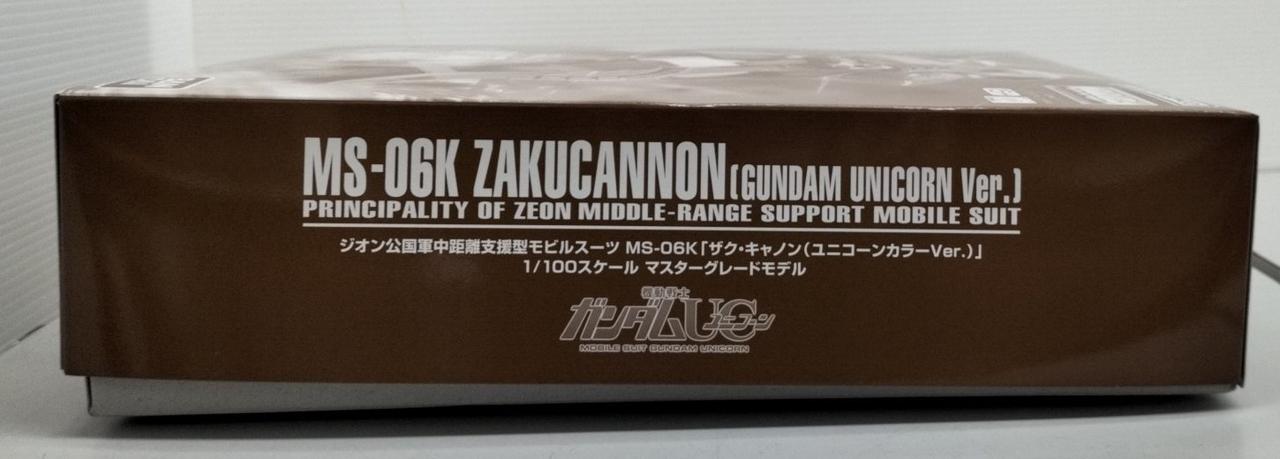 MS-06K ZAKUCANNON(GUNDAM UNICORN Ver.)
PRINCIPALITY OF ZEON MIDDLE-RANGE SUPPORT MOBILE SUIT
ジオン公国軍中距離支援型モビルスーツ MS-06K「ザク・キャノン(ユニコーンカラーVer.)」
1/100スケール マスターグレードモデル
機動戦士
ガンダムUC ユニコーン
MOBILE SUIT GUNDAM UNICORN